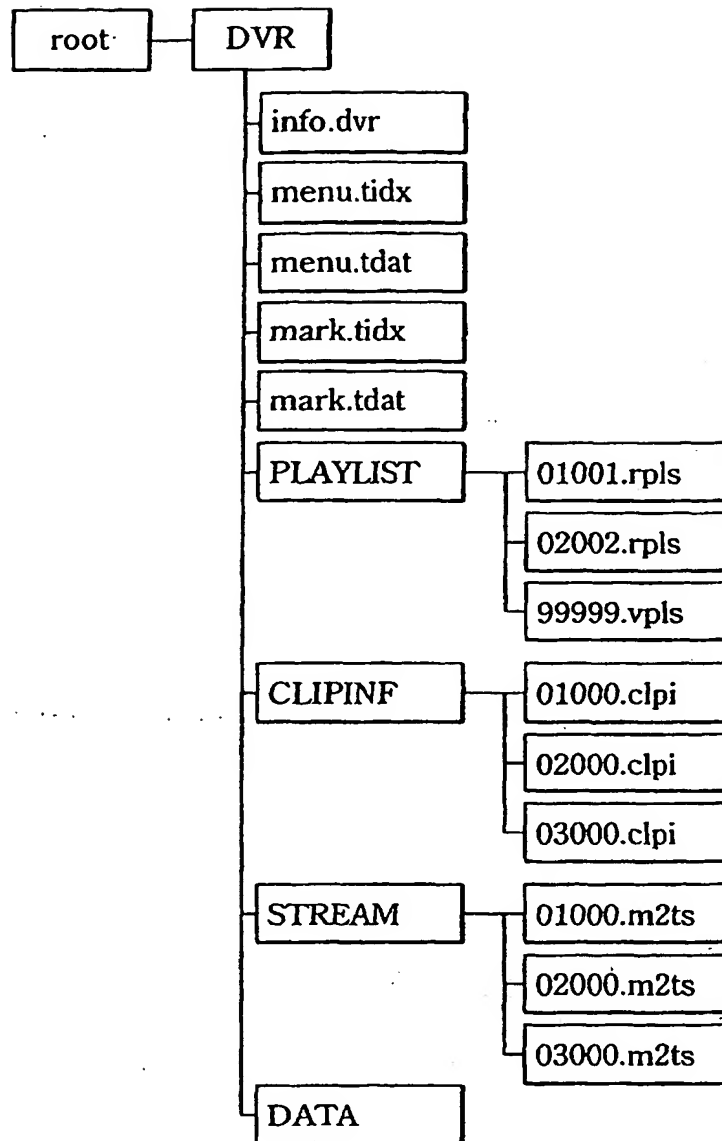 root DVR
info.dvr
menu.tidx
menu.tdat
mark.tidx
mark.tdat
PLAYLIST 01001.rpls
02002.rpls
99999.vpls
CLIPINF 01000.clpi
02000.clpi
03000.clpi
STREAM 01000.m2ts
02000.m2ts
03000.m2ts
DATA